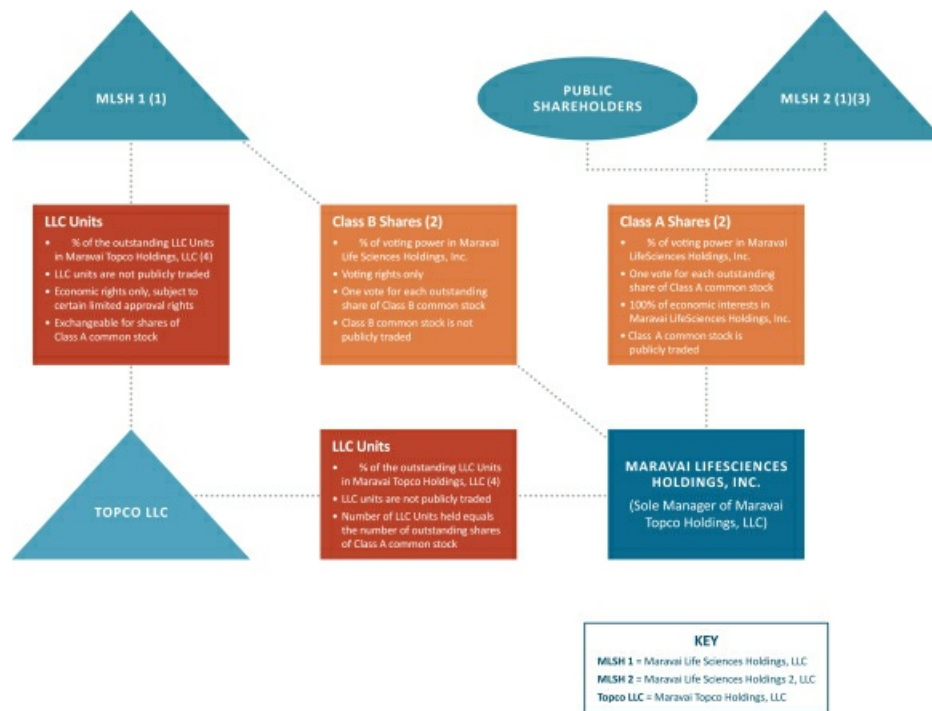 MLSH 1 (1)
PUBLIC
SHAREHOLDERS
MLSH 2 (1)(3)
LLC Units
• % of the outstanding LLC Units
in Maravai Topco Holdings, LLC (4)
• LLC units are not publicly traded
• Economic rights only, subject to
certain limited approval rights
• Exchangeable for shares of
Class A common stock
Class B Shares (2)
• % of voting power in Maravai
Life Sciences Holdings, Inc.
• Voting rights only
• One vote for each outstanding
share of Class B common stock
• Class B common stock is not
publicly traded
Class A Shares (2)
• % of voting power in Maravai
LifeSciences Holdings, Inc.
• One vote for each outstanding
share of Class A common stock
• 100% of economic interests in
Maravai LifeSciences Holdings, Inc.
• Class A common stock is
publicly traded
TOPCO LLC
LLC Units
• % of the outstanding LLC Units
in Maravai Topco Holdings, LLC (4)
• LLC units are not publicly traded
• Number of LLC Units held equals
the number of outstanding shares
of Class A common stock
MARAVAI LIFESCIENCES
HOLDINGS, INC.
(Sole Manager of Maravai
Topco Holdings, LLC)
KEY
MLSH 1 = Maravai Life Sciences Holdings, LLC
MLSH 2 = Maravai Life Sciences Holdings 2, LLC
Topco LLC = Maravai Topco Holdings, LLC